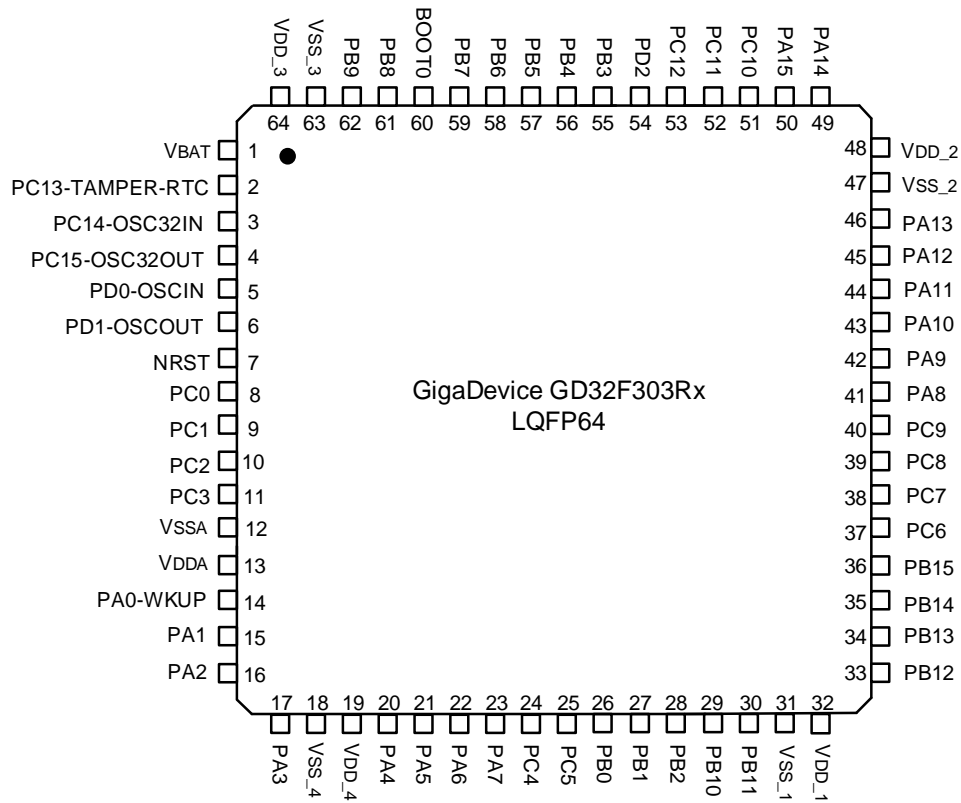 VDD_3
VSS_3
PB9
PB8
BOOT0
PB7
PB6
PB5
PB4
PB3
PD2
PC12
PC11
PC10
PA15
PA14
64 63 62 61 60 59 58 57 56 55 54 53 52 51 50 49
VBAT 1
PC13-TAMPER-RTC 2
PC14-OSC32IN 3
PC15-OSC32OUT 4
PD0-OSCIN 5
PD1-OSCOUT 6
NRST 7
PC0 8
PC1 9
PC2 10
PC3 11
VSSA 12
VDDA 13
PA0-WKUP 14
PA1 15
PA2 16
GigaDevice GD32F303Rx
LQFP64
48 VDD_2
47 VSS_2
46 PA13
45 PA12
44 PA11
43 PA10
42 PA9
41 PA8
40 PC9
39 PC8
38 PC7
37 PC6
36 PB15
35 PB14
34 PB13
33 PB12
17 18 19 20 21 22 23 24 25 26 27 28 29 30 31 32
PA3
VSS_4
VDD_4
PA4
PA5
PA6
PA7
PC4
PC5
PB0
PB1
PB2
PB10
PB11
VSS_1
VDD_1